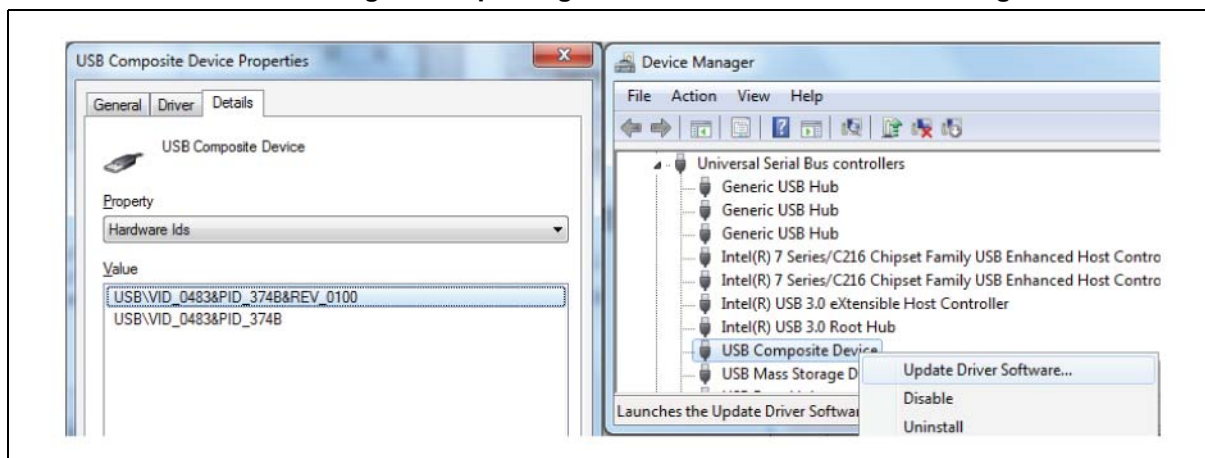 USB Composite Device Properties
General
Driver
Details
USB Composite Device
Property
Hardware Ids
Value
USB\VID_0483&PID_374B&REV_0100
USB\VID_0483&PID_374B
Device Manager
File Action View Help
Universal Serial Bus controllers
Generic USB Hub
Generic USB Hub
Generic USB Hub
Intel(R) 7 Series/C216 Chipset Family USB Enhanced Host Contro
Intel(R) 7 Series/C216 Chipset Family USB Enhanced Host Contro
Intel(R) USB 3.0 eXtensible Host Controller
Intel(R) USB 3.0 Root Hub
USB Composite Device
USB Mass Storage D
Launches the Update Driver Softwa
Update Driver Software...
Disable
Uninstall